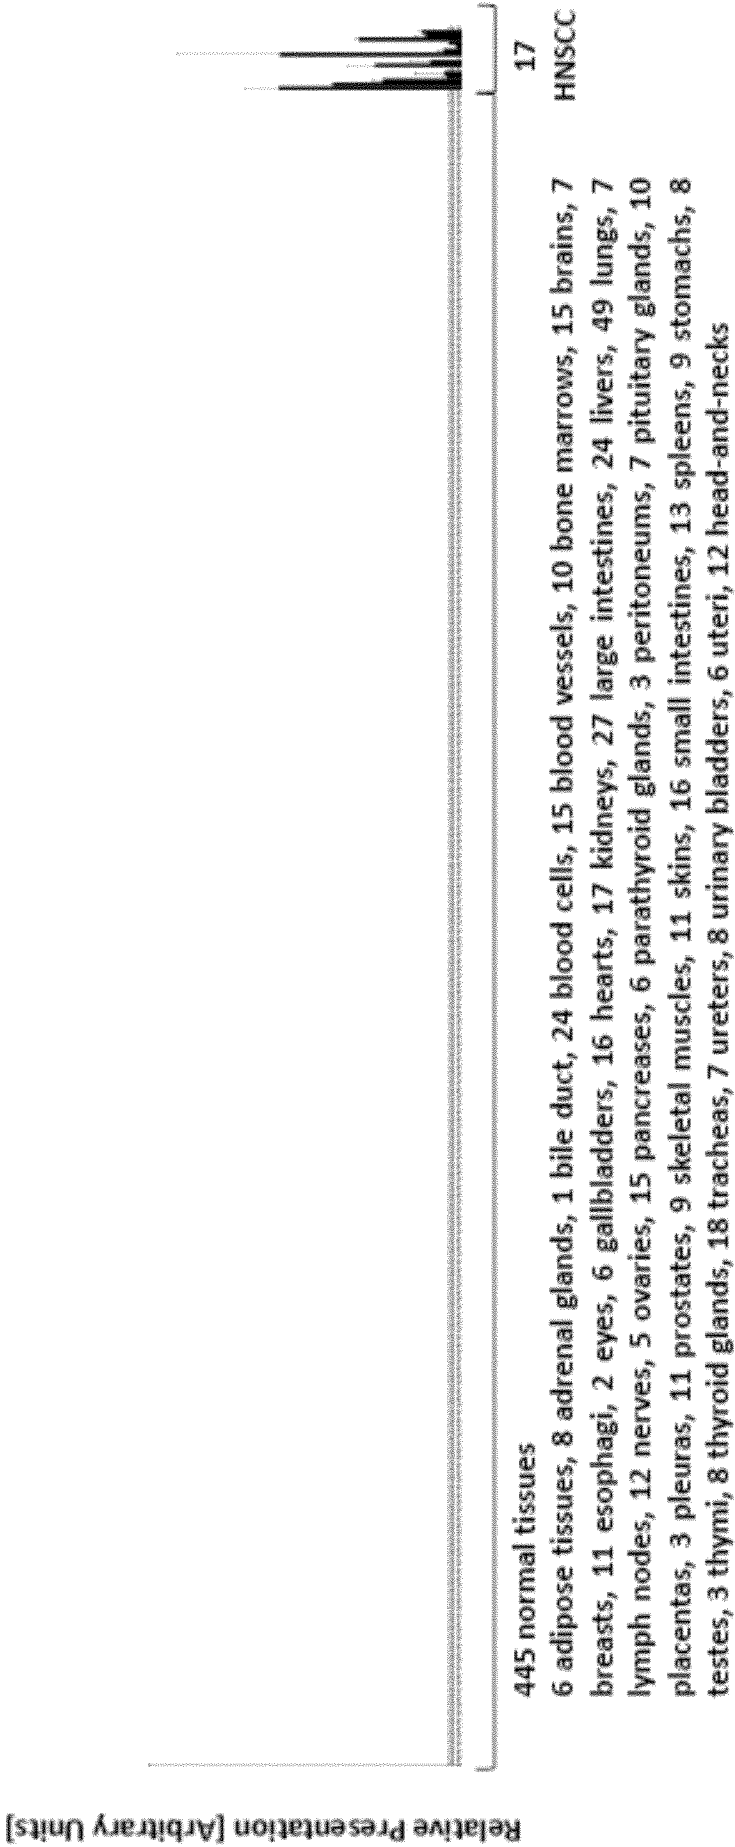 Relative Presentation [Arbitrary Units]
445 normal tissues
6 adipose tissues, 8 adrenal glands, 1 bile duct, 24 blood cells, 15 blood vessels, 10 bone marrows, 15 brains, 7
breasts, 11 esophagi, 2 eyes, 6 gallbladders, 16 hearts, 17 kidneys, 27 large intestines, 24 livers, 49 lungs, 7
lymph nodes, 12 nerves, 5 ovaries, 15 pancreases, 6 parathyroid glands, 3 peritoneums, 7 pituitary glands, 10
placentas, 3 pleuras, 11 prostates, 9 skeletal muscles, 11 skins, 16 small intestines, 13 spleens, 9 stomachs, 8
testes, 3 thymi, 8 thyroid glands, 18 tracheas, 7 ureters, 8 urinary bladders, 6 uteri, 12 head-and-necks
17
HNSCC